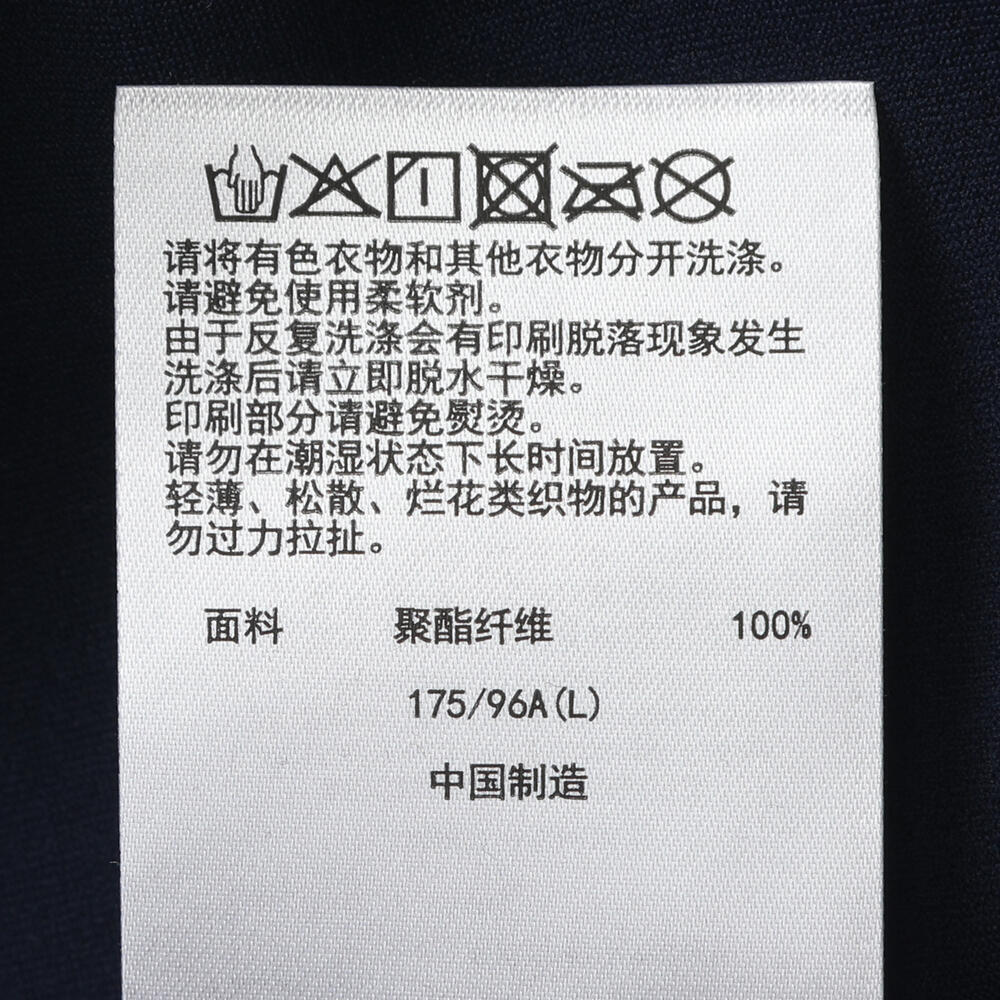 请将有色衣物和其他衣物分开洗涤。
请避免使用柔软剂。
由于反复洗涤会有印刷脱落现象发生
洗涤后请立即脱水干燥。
印刷部分请避免熨烫。
请勿在潮湿状态下长时间放置。
轻薄、松散、烂花类织物的产品，请
勿过力拉扯。
面料 聚酯纤维 100%
175/96A(L)
中国制造